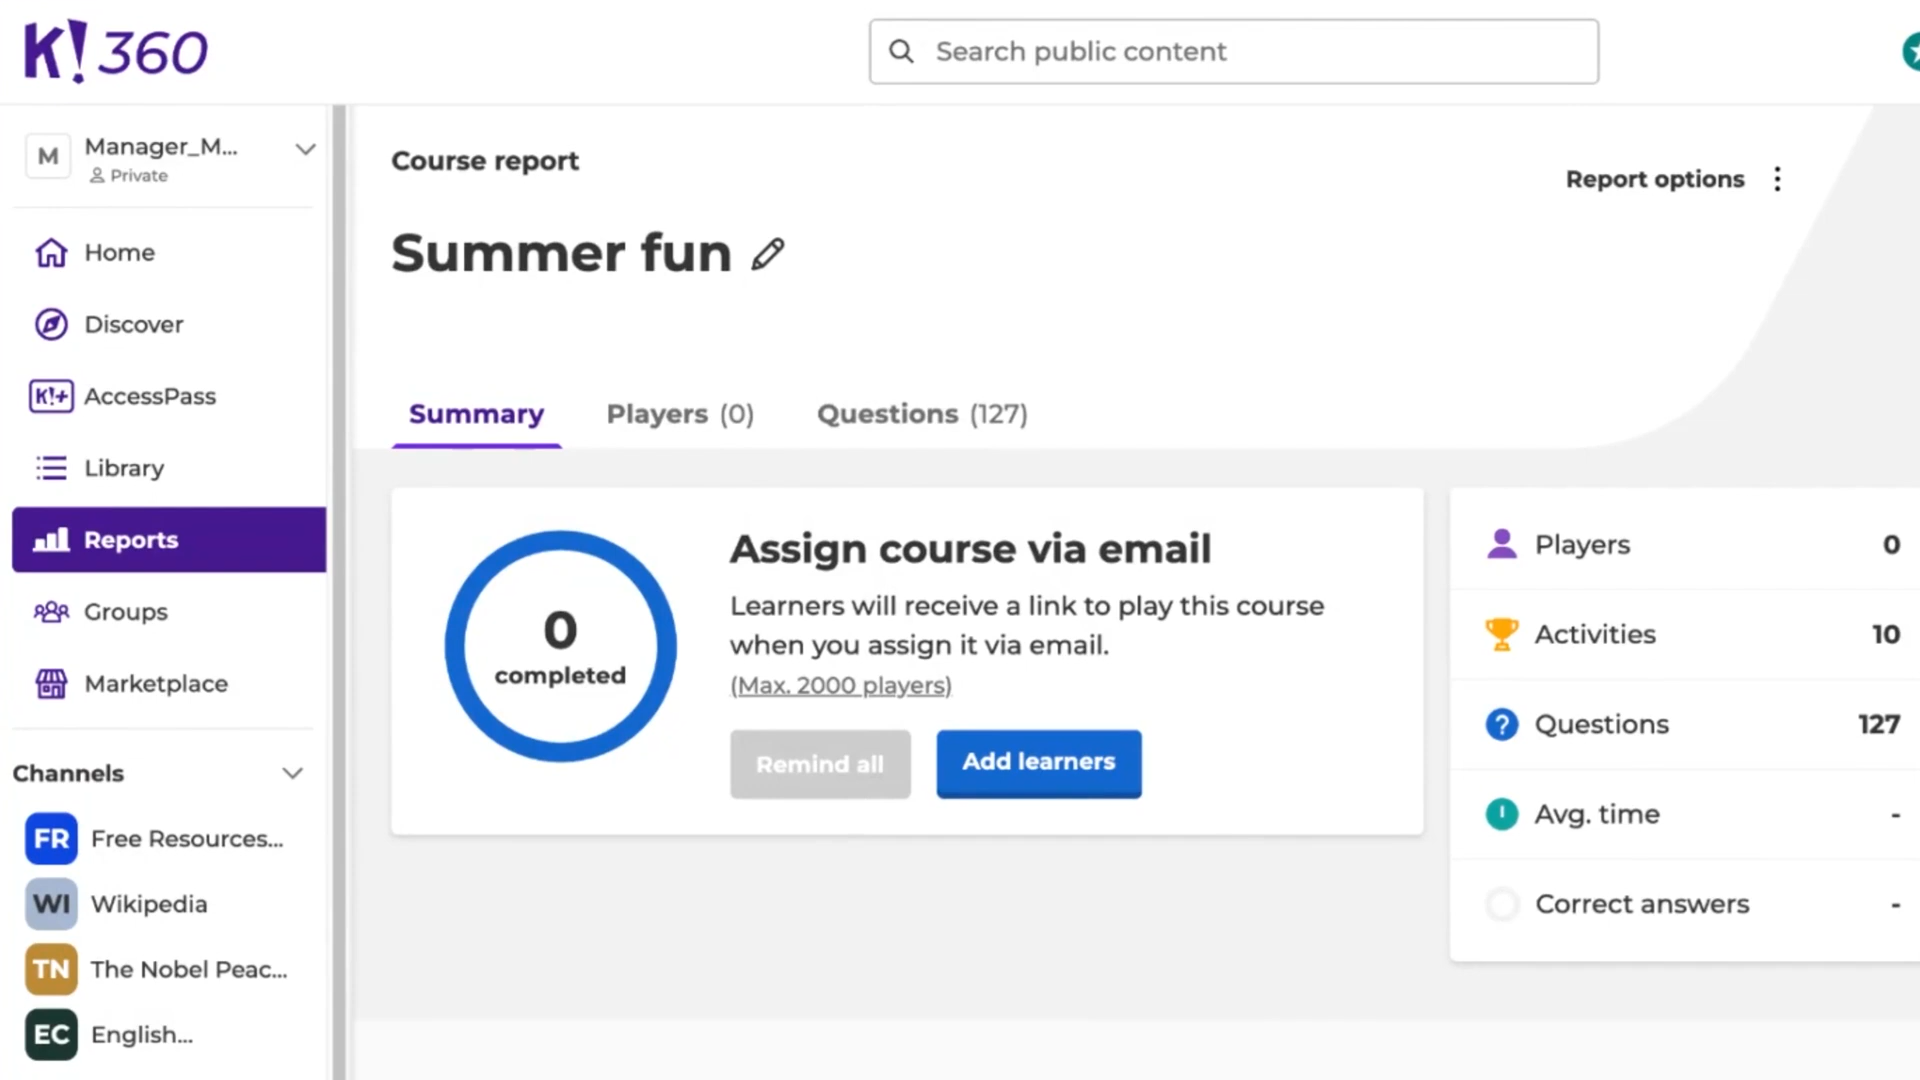 K! 360
Search public content
M
Manager_M...
Private
Home
Discover
K!+
AccessPass
Library
Reports
Groups
Marketplace
Channels
FR
Free Resources...
WI
Wikipedia
TN
The Nobel Peac...
EC
English...
Course report
Report options
Summer fun
Summary
Players (0)
Questions (127)
0
completed
Assign course via email
Learners will receive a link to play this course
when you assign it via email.
(Max. 2000 players)
Remind all
Add learners
Players
0
Activities
10
?
Questions
127
Avg. time
-
Correct answers
-